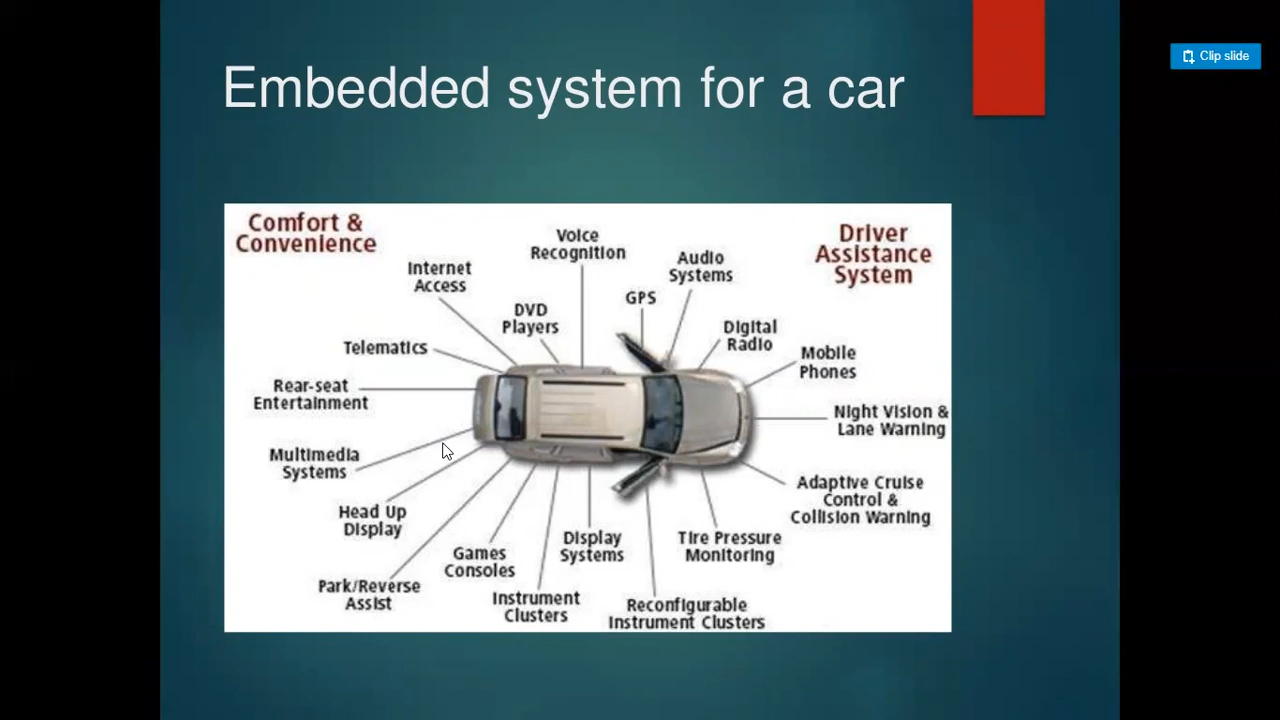 Clip slide
Embedded system for a car
Comfort &
Convenience
Driver
Assistance
System
Voice
Recognition
Internet
Access
Audio
Systems
GPS
DVD
Players
Digital
Radio
Telematics
Mobile
Phones
Rear-seat
Entertainment
Night Vision &
Lane Warning
Multimedia
Systems
Adaptive Cruise
Control &
Collision Warning
Head Up
Display
Display
Systems
Tire Pressure
Monitoring
Games
Consoles
Park/Reverse
Assist
Instrument
Clusters
Reconfigurable
Instrument Clusters